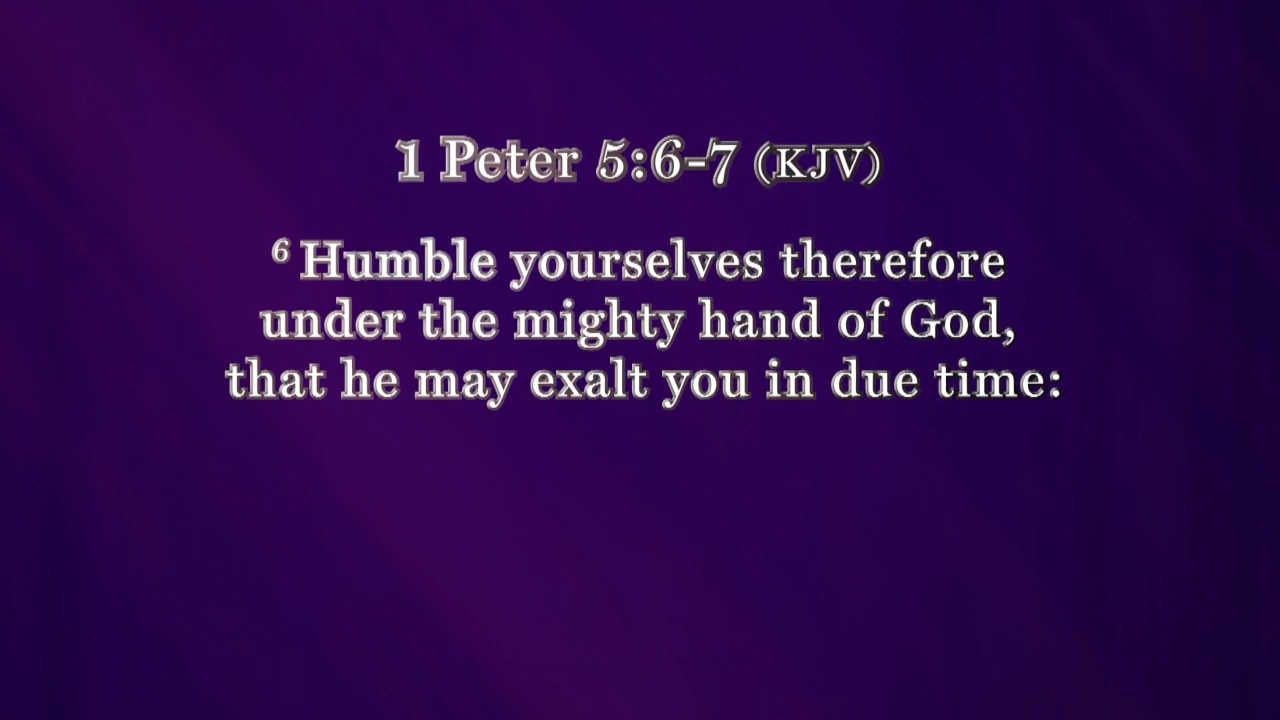 1 Peter 5:6-7 (KJV)
6 Humble yourselves therefore
under the mighty hand of God,
that he may exalt you in due time: